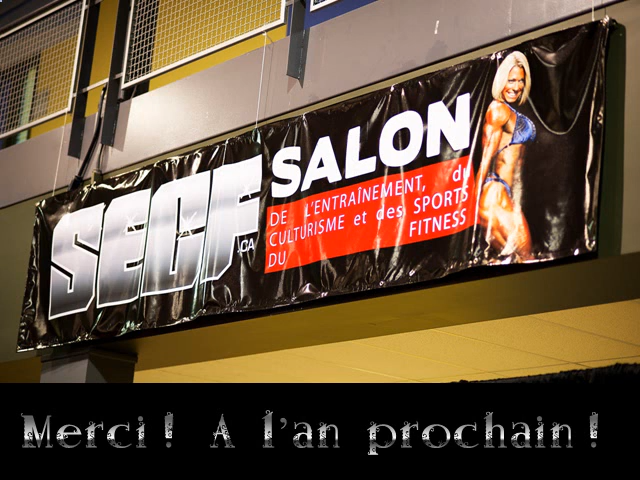 SECF
.CA
SALON
DE L'ENTRAÎNEMENT, du
CULTURISME et des SPORTS
DU FITNESS
Merci! A l'an prochain!